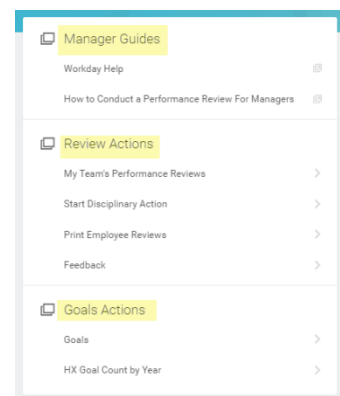 Manager Guides
Workday Help
How to Conduct a Performance Review For Managers
Review Actions
My Team's Performance Reviews
Start Disciplinary Action
Print Employee Reviews
Feedback
Goals Actions
Goals
HX Goal Count by Year